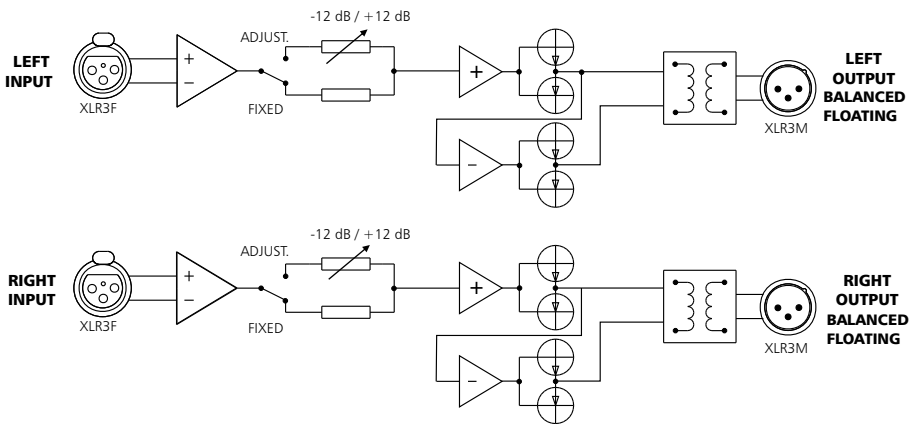 -12 dB / +12 dB
ADJUST.
LEFT
INPUT
+
−
XLR3F
FIXED
+
−
LEFT
OUTPUT
BALANCED
FLOATING
XLR3M
-12 dB / +12 dB
ADJUST.
RIGHT
INPUT
+
−
XLR3F
FIXED
+
−
RIGHT
OUTPUT
BALANCED
FLOATING
XLR3M